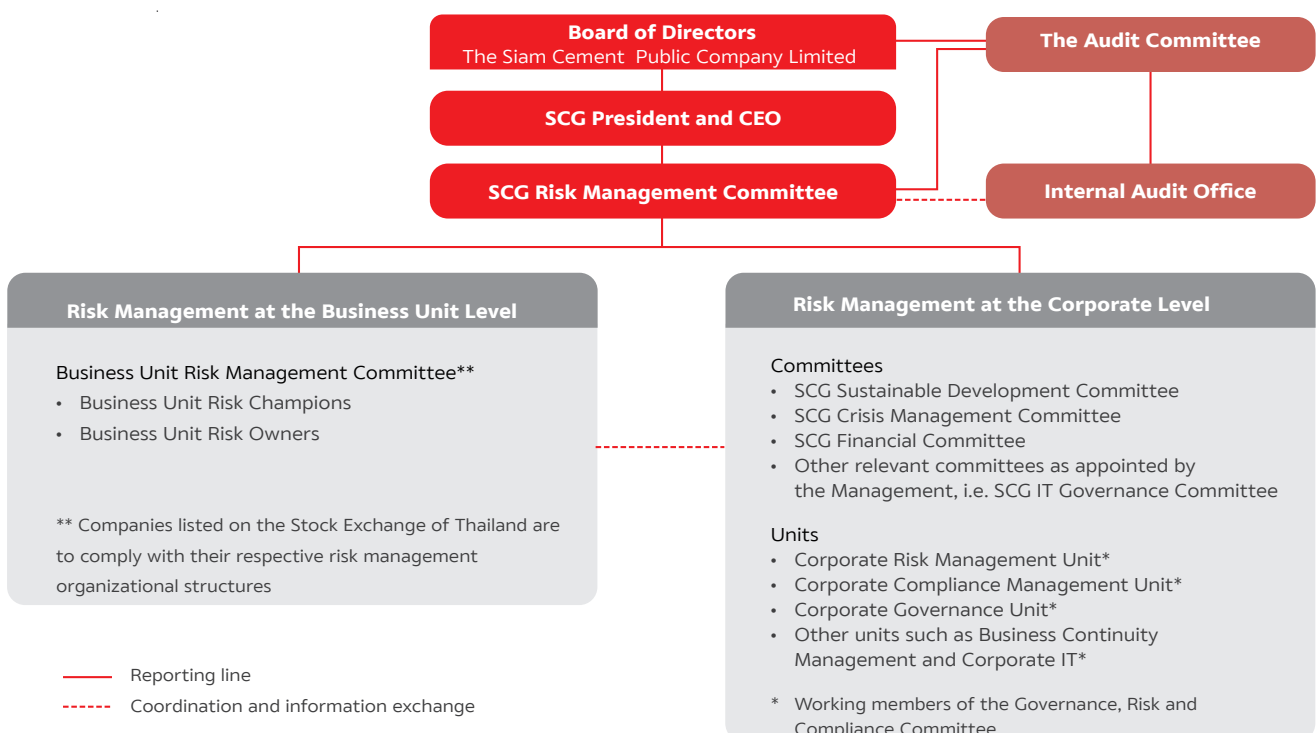 Board of Directors
The Siam Cement Public Company Limited
The Audit Committee
SCG President and CEO
SCG Risk Management Committee
Internal Audit Office
Risk Management at the Business Unit Level
Business Unit Risk Management Committee**
• Business Unit Risk Champions
• Business Unit Risk Owners
** Companies listed on the Stock Exchange of Thailand are
to comply with their respective risk management
organizational structures
Risk Management at the Corporate Level
Committees
• SCG Sustainable Development Committee
• SCG Crisis Management Committee
• SCG Financial Committee
• Other relevant committees as appointed by
the Management, i.e. SCG IT Governance Committee
Units
• Corporate Risk Management Unit*
• Corporate Compliance Management Unit*
• Corporate Governance Unit*
• Other units such as Business Continuity
Management and Corporate IT*
* Working members of the Governance, Risk and
Compliance Committee
Reporting line
Coordination and information exchange